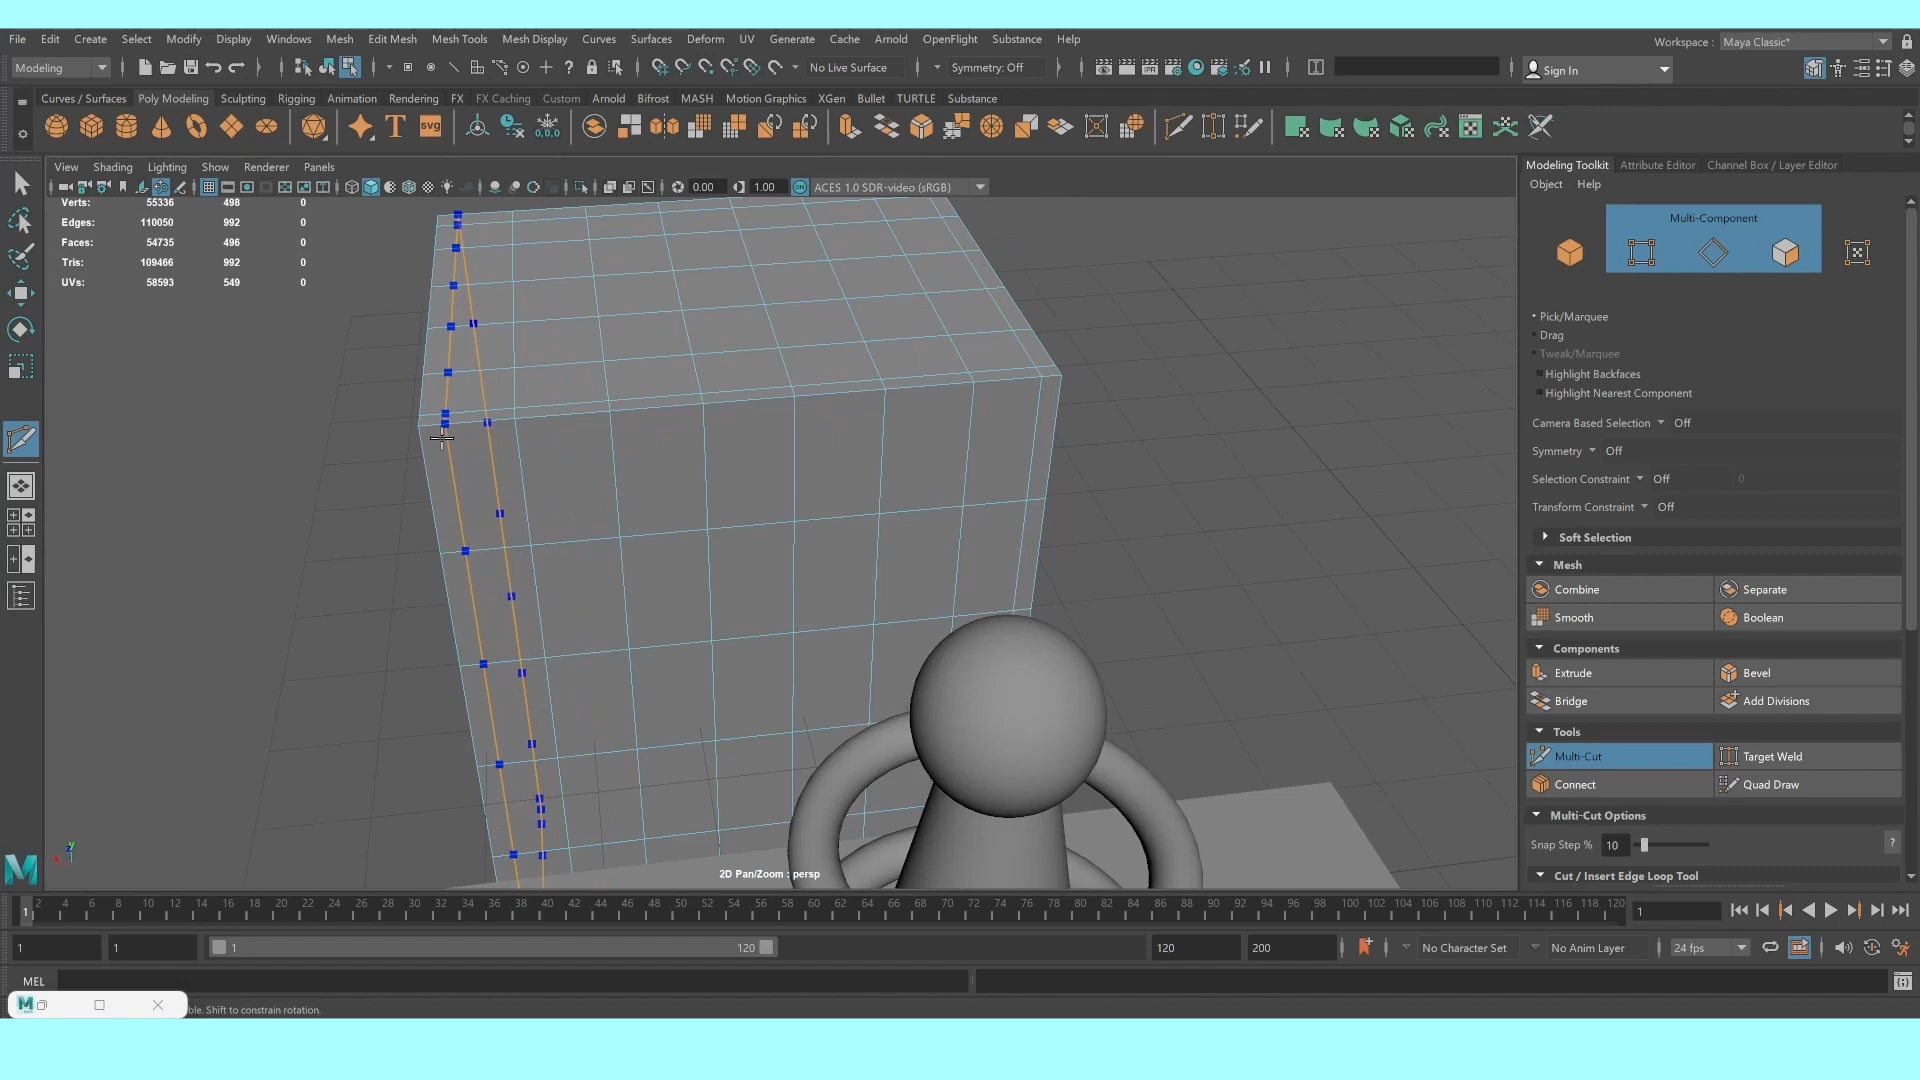 File Edit Create Select Modify Display Windows Mesh Edit Mesh Mesh Tools Mesh Display Curves Surfaces Deform UV Generate Cache Arnold OpenFlight Substance Help
Workspace : Maya Classic*
Modeling No Live Surface Symmetry: Off Sign In
Curves / Surfaces Poly Modeling Sculpting Rigging Animation Rendering FX FX Caching Custom Arnold Bifrost MASH Motion Graphics XGen Bullet TURTLE Substance
T svg 0,0,0
View Shading Lighting Show Renderer Panels
0.00 1.00 ON ACES 1.0 SDR-video (sRGB)
Verts: 55336 498 0
Edges: 110050 992 0
Faces: 54735 496 0
Tris: 109466 992 0
UVs: 58593 549 0
2D Pan/Zoom : persp
Modeling Toolkit Attribute Editor Channel Box / Layer Editor
Object Help
Multi-Component
Pick/Marquee
Drag
Tweak/Marquee
Highlight Backfaces
Highlight Nearest Component
Camera Based Selection Off
Symmetry Off
Selection Constraint Off 0
Transform Constraint Off
Soft Selection
Mesh
Combine Separate
Smooth Boolean
Components
Extrude Bevel
Bridge Add Divisions
Tools
Multi-Cut Target Weld
Connect Quad Draw
Multi-Cut Options
Snap Step % 10 ?
Cut / Insert Edge Loop Tool
1 2 4 6 8 10 12 14 16 18 20 22 24 26 28 30 32 34 36 38 40 42 44 46 48 50 52 54 56 58 60 62 64 66 68 70 72 74 76 78 80 82 84 86 88 90 92 94 96 98 100 102 104 106 108 110 112 114 116 118 120 1
1 1 1 120 120 200 No Character Set No Anim Layer 24 fps
MEL
M
ble. Shift to constrain rotation.